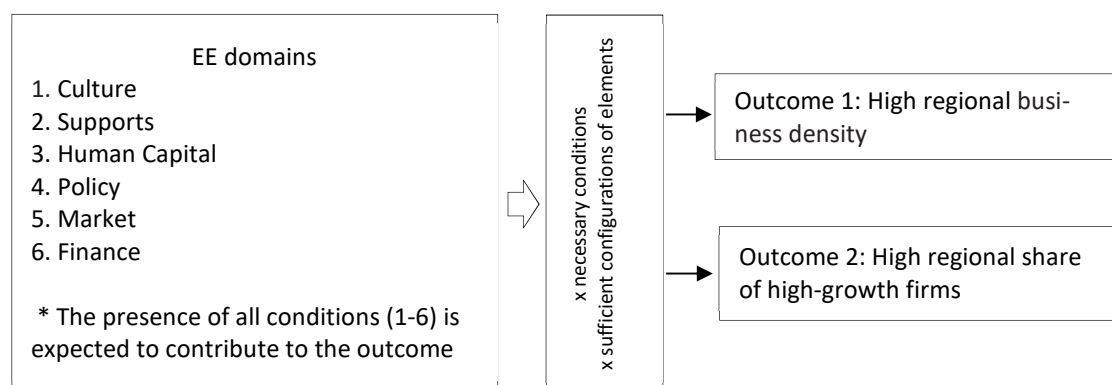 EE domains
1. Culture
2. Supports
3. Human Capital
4. Policy
5. Market
6. Finance
* The presence of all conditions (1-6) is
expected to contribute to the outcome
x necessary conditions
x sufficient configurations of elements
Outcome 1: High regional busi-
ness density
Outcome 2: High regional share
of high-growth firms